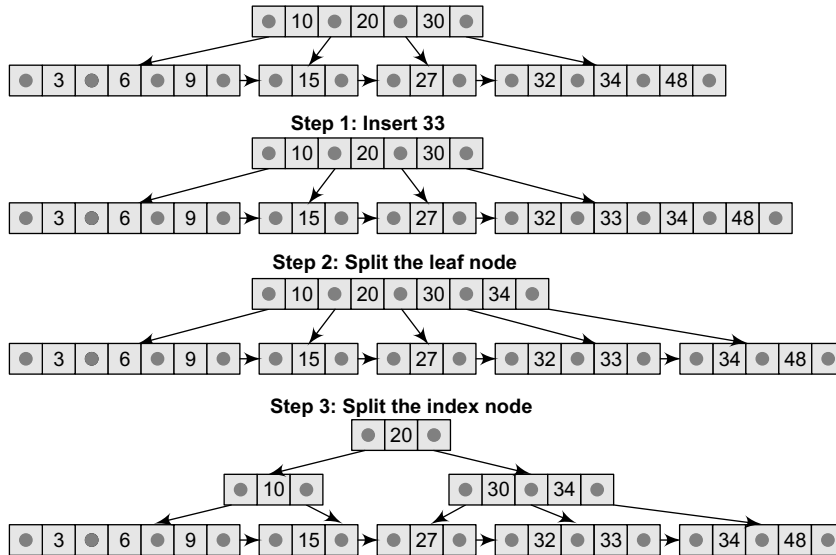 10 20 30
3 6 9 15 27 32 34 48
Step 1: Insert 33
10 20 30
3 6 9 15 27 32 33 34 48
Step 2: Split the leaf node
10 20 30 34
3 6 9 15 27 32 33 34 48
Step 3: Split the index node
20
10 30 34
3 6 9 15 27 32 33 34 48